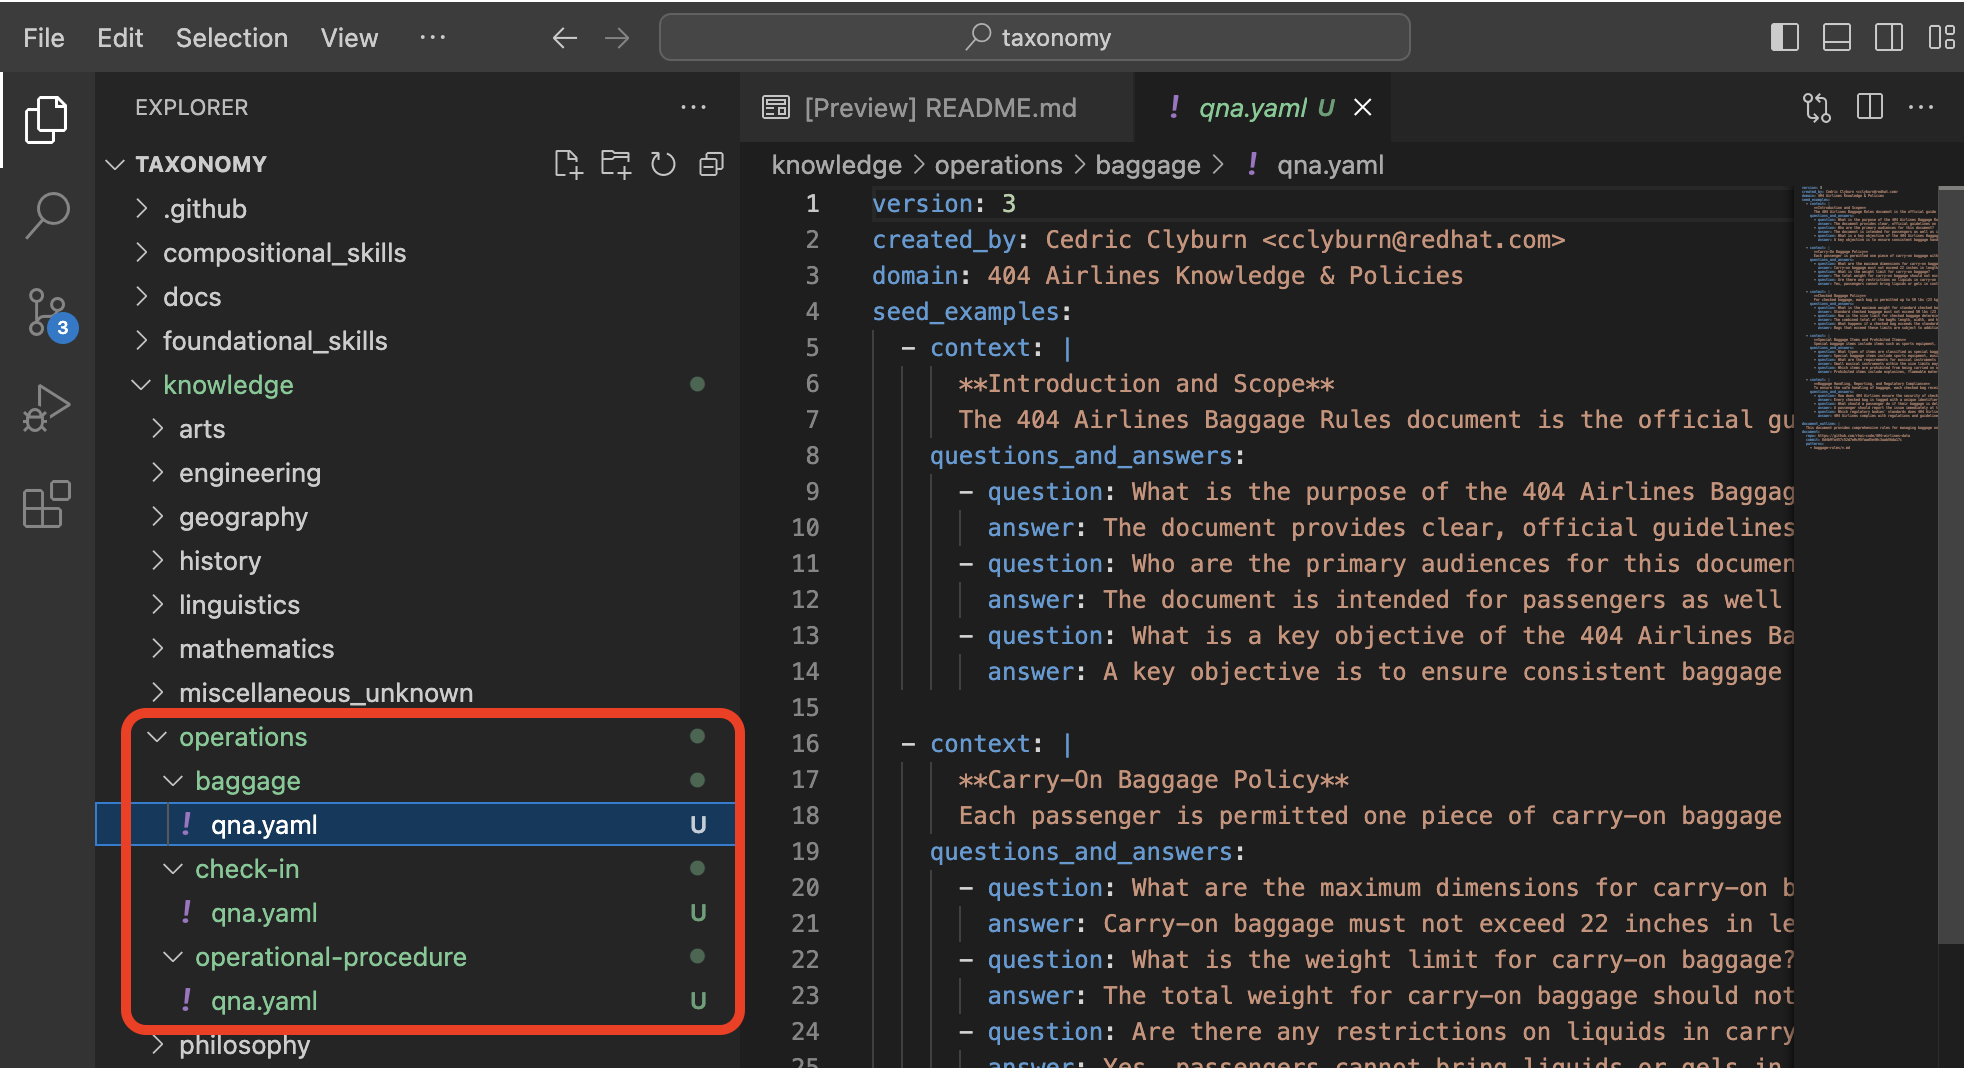 File Edit Selection View ···
taxonomy
EXPLORER ···
TAXONOMY
.github
compositional_skills
docs
foundational_skills
3
knowledge
arts
engineering
geography
history
linguistics
mathematics
miscellaneous_unknown
operations
baggage
! qna.yaml U
check-in
! qna.yaml U
operational-procedure
! qna.yaml U
philosophy
[Preview] README.md
! qna.yaml U
knowledge > operations > baggage > ! qna.yaml
1 version: 3
2 created_by: Cedric Clyburn <cclyburn@redhat.com>
3 domain: 404 Airlines Knowledge & Policies
4 seed_examples:
5 - context: |
6 **Introduction and Scope**
7 The 404 Airlines Baggage Rules document is the official gu
8 questions_and_answers:
9 - question: What is the purpose of the 404 Airlines Baggag
10 answer: The document provides clear, official guidelines
11 - question: Who are the primary audiences for this documen
12 answer: The document is intended for passengers as well
13 - question: What is a key objective of the 404 Airlines Ba
14 answer: A key objective is to ensure consistent baggage
15
16 - context: |
17 **Carry-On Baggage Policy**
18 Each passenger is permitted one piece of carry-on baggage
19 questions_and_answers:
20 - question: What are the maximum dimensions for carry-on b
21 answer: Carry-on baggage must not exceed 22 inches in le
22 - question: What is the weight limit for carry-on baggage?
23 answer: The total weight for carry-on baggage should not
24 - question: Are there any restrictions on liquids in carry
25 answer: Yes, passengers cannot bring liquids or gels in